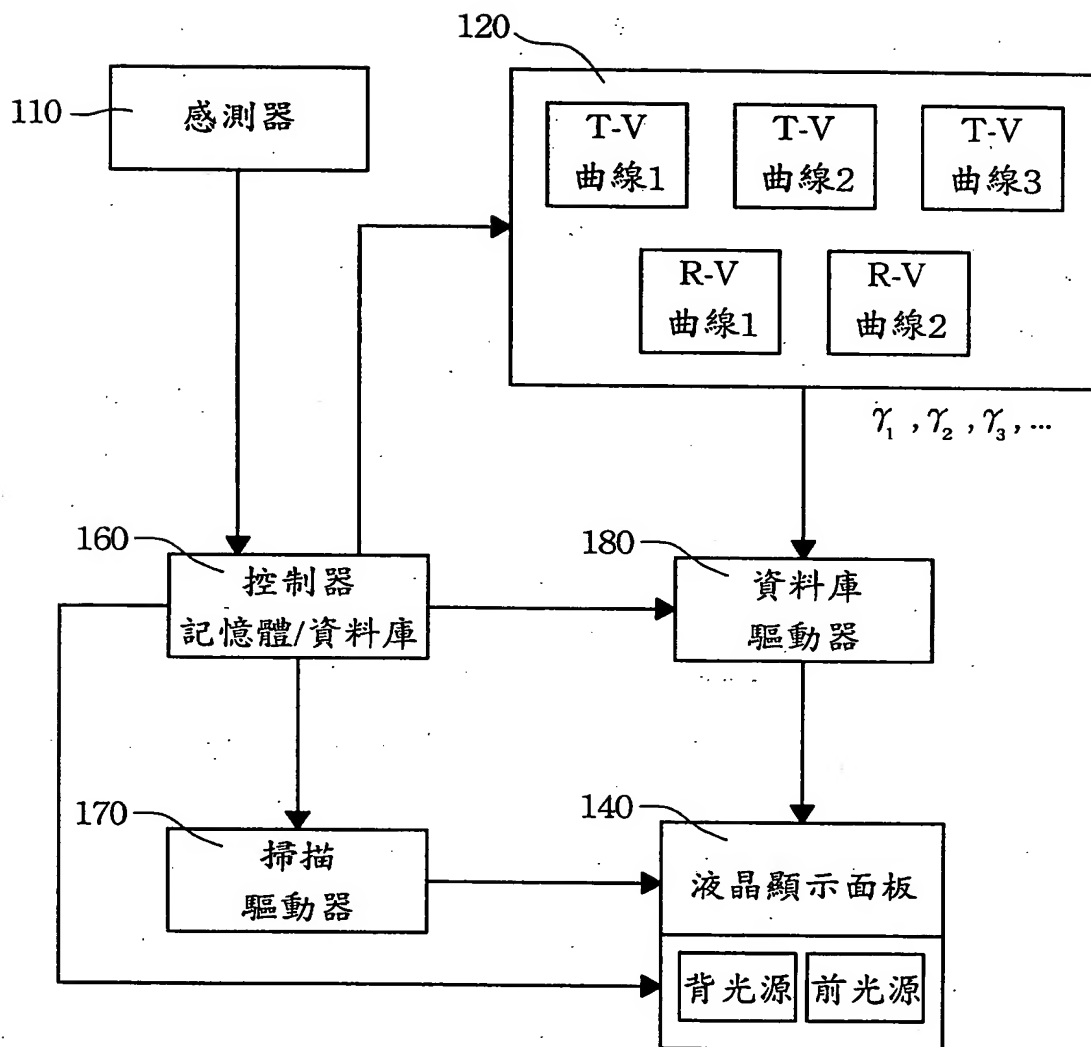 120
110
感測器
T-V
曲線1
T-V
曲線2
T-V
曲線3
R-V
曲線1
R-V
曲線2
γ₁ , γ₂ , γ₃ , ...
160
控制器
記憶體/資料庫
180
資料庫
驅動器
170
掃描
驅動器
140
液晶顯示面板
背光源
前光源